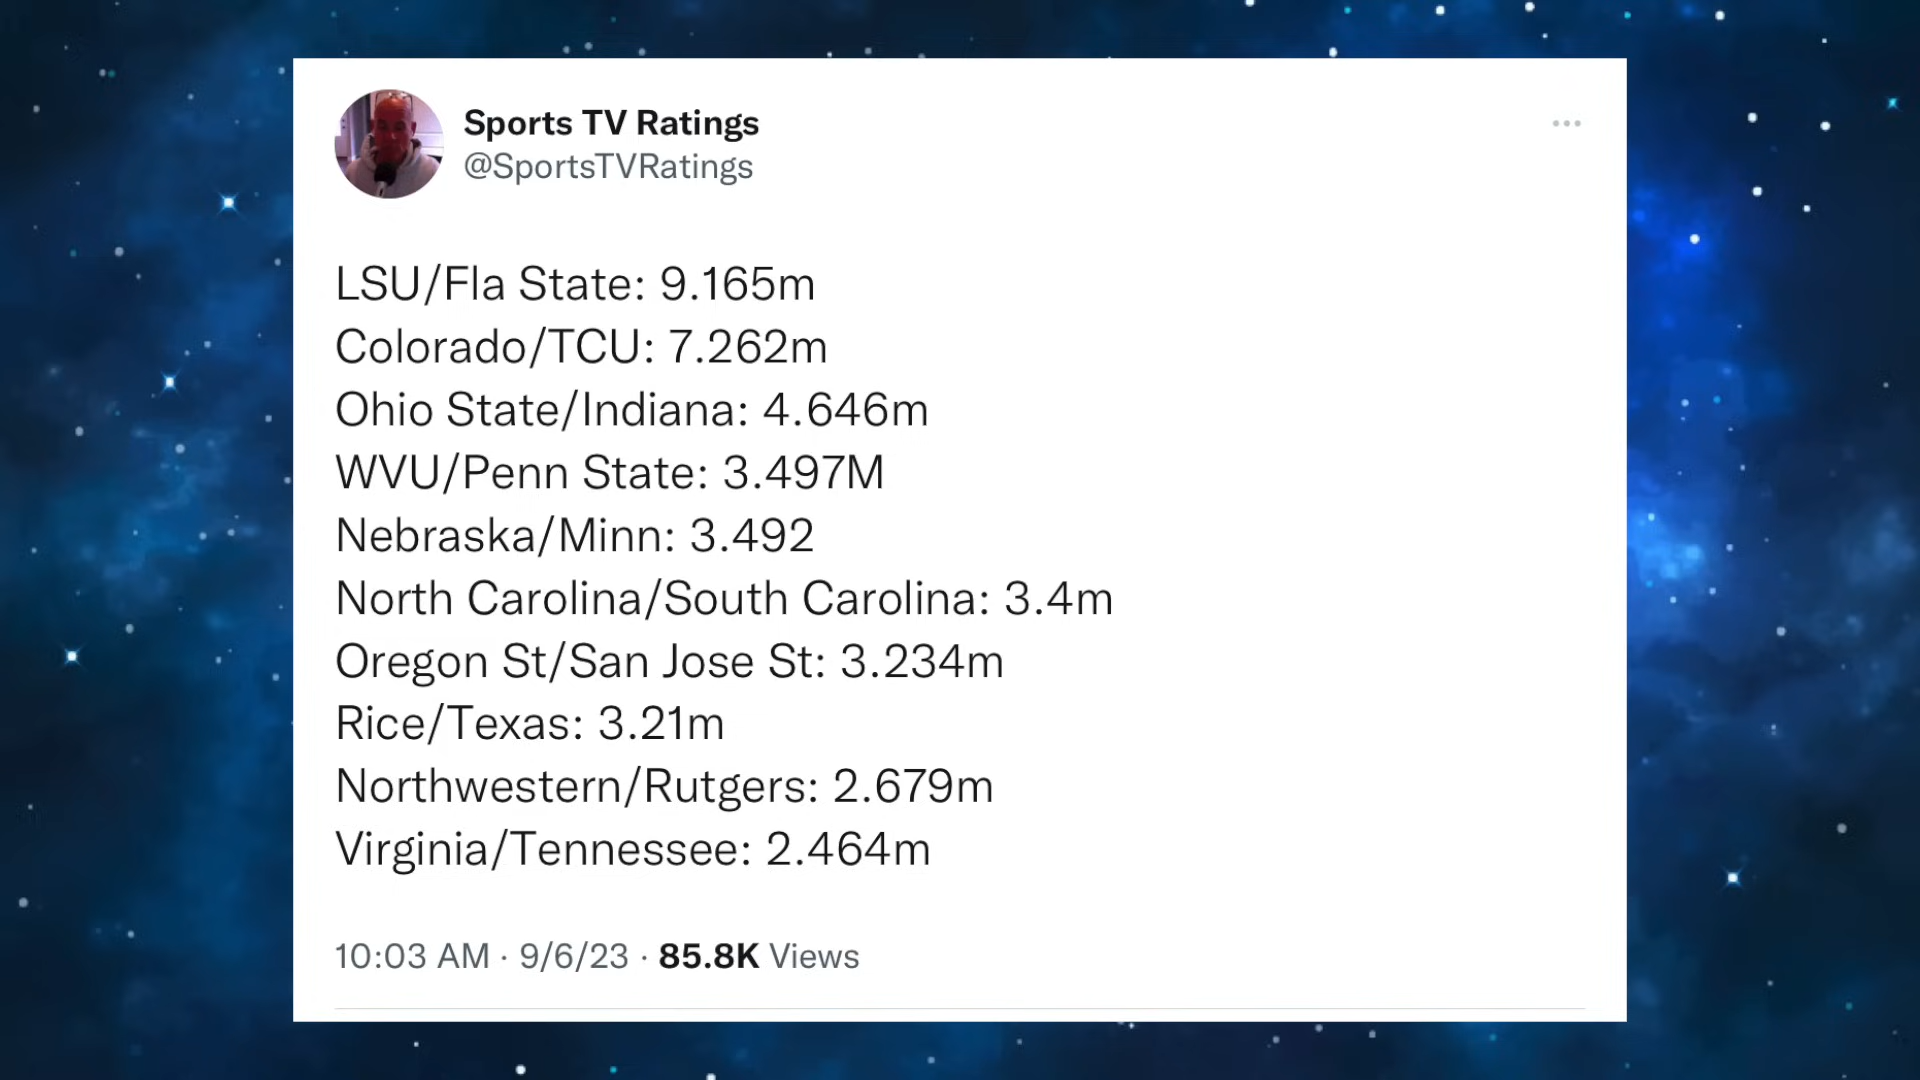 Sports TV Ratings
@SportsTVRatings
LSU/Fla State: 9.165m
Colorado/TCU: 7.262m
Ohio State/Indiana: 4.646m
WVU/Penn State: 3.497M
Nebraska/Minn: 3.492
North Carolina/South Carolina: 3.4m
Oregon St/San Jose St: 3.234m
Rice/Texas: 3.21m
Northwestern/Rutgers: 2.679m
Virginia/Tennessee: 2.464m
10:03 AM · 9/6/23 · 85.8K Views